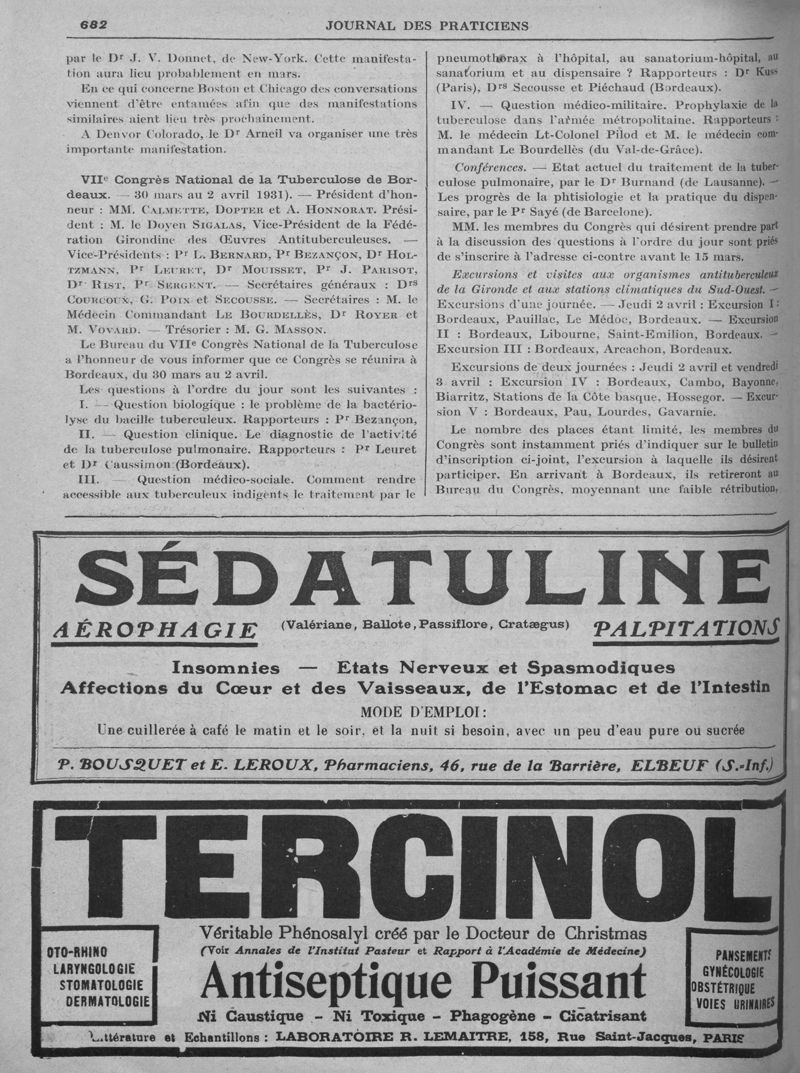 682
JOURNAL DES PRATICIENS
par le Dr J. V. Donnet, de New-York. Cette manifesta-
tion aura lieu probablement en mars.
En ce qui concerne Boston et Chicago des conversations
viennent d'être entamées afin que des manifestations
similaires aient lieu très prochainement.
A Denvor Colorado, le Dr Arneil va organiser une très
importante manifestation.
VIIe Congrès National de la Tuberculose de Bor-
deaux. — 30 mars au 2 avril 1931). — Président d'hon-
neur : MM. CALMETTE, DOPTER et A. HONNORAT. Prési-
dent : M. le Doyen SIGALAS, Vice-Président de la Fédé-
ration Girondine des Œuvres Antituberculeuses. —
Vice-Présidents : Pr L. BERNARD, Pr BEZANÇON, Dr HOL-
TZMANN, Pr LEURET, Dr MOUISSET, Pr J. PARISOT,
Dr RIST, Pr SERGENT. — Secrétaires généraux : Drs
COURCOUX, G. POIX et SECOUSSE. — Secrétaires : M. le
Médecin Commandant LE BOURDELLÈS, Dr ROYER et
M. VOVARD. — Trésorier : M. G. MASSON.
Le Bureau du VIIe Congrès National de la Tuberculose
a l'honneur de vous informer que ce Congrès se réunira à
Bordeaux, du 30 mars au 2 avril.
Les questions à l'ordre du jour sont les suivantes :
I. — Question biologique : le problème de la bactério-
lyse du bacille tuberculeux. Rapporteurs : Pr Bezançon,
II. — Question clinique. Le diagnostic de l'activité
de la tuberculose pulmonaire. Rapporteurs : Pr Leuret
et Dr Caussimon (Bordeaux).
III. — Question médico-sociale. Comment rendre
accessible aux tuberculeux indigents le traitement par le
pneumothorax à l'hôpital, au sanatorium-hôpital, au
sanatorium et au dispensaire ? Rapporteurs : Dr Kuss
(Paris), Drs Secousse et Piéchaud (Bordeaux).
IV. — Question médico-militaire. Prophylaxie de la
tuberculose dans l'armée métropolitaine. Rapporteurs :
M. le médecin Lt-Colonel Pilod et M. le médecin com-
mandant Le Bourdellès (du Val-de-Grâce).
Conférences. — Etat actuel du traitement de la tuber-
culose pulmonaire, par le Dr Burnand (de Lausanne). —
Les progrès de la phtisiologie et la pratique du dispen-
saire, par le Pr Sayé (de Barcelone).
MM. les membres du Congrès qui désirent prendre part
à la discussion des questions à l'ordre du jour sont priés
de s'inscrire à l'adresse ci-contre avant le 15 mars.
Excursions et visites aux organismes antituberculeux
de la Gironde et aux stations climatiques du Sud-Ouest. —
Excursions d'une journée. — Jeudi 2 avril : Excursion I :
Bordeaux, Pauillac, Le Médoc, Bordeaux. — Excursion
II : Bordeaux, Libourne, Saint-Emilion, Bordeaux. —
Excursion III : Bordeaux, Arcachon, Bordeaux.
Excursions de deux journées : Jeudi 2 avril et vendredi
3 avril : Excursion IV : Bordeaux, Cambo, Bayonne,
Biarritz, Stations de la Côte basque, Hossegor. — Excur-
sion V : Bordeaux, Pau, Lourdes, Gavarnie.
Le nombre des places étant limité, les membres du
Congrès sont instamment priés d'indiquer sur le bulletin
d'inscription ci-joint, l'excursion à laquelle ils désirent
participer. En arrivant à Bordeaux, ils retireront au
Bureau du Congrès, moyennant une faible rétribution,
SÉDATULINE
AÉROPHAGIE
(Valériane, Ballote, Passiflore, Cratægus)
PALPITATIONS
Insomnies — Etats Nerveux et Spasmodiques
Affections du Cœur et des Vaisseaux, de l'Estomac et de l'Intestin
MODE D'EMPLOI :
Une cuillerée à café le matin et le soir, et la nuit si besoin, avec un peu d'eau pure ou sucrée
P. BOUSQUET et E. LEROUX, Pharmaciens, 46, rue de la Barrière, ELBEUF (S.-Inf.)
TERCINOL
Véritable Phénosalyl créé par le Docteur de Christmas
(Voir Annales de l'Institut Pasteur et Rapport à l'Académie de Médecine)
OTO-RHINO
LARYNGOLOGIE
STOMATOLOGIE
DERMATOLOGIE
Antiseptique Puissant
PANSEMENTS
GYNÉCOLOGIE
OBSTÉTRIQUE
VOIES URINAIRES
Ni Caustique - Ni Toxique - Phagogène - Cicatrisant
Littérature et Echantillons : LABORATOIRE R. LEMAITRE, 158, Rue Saint-Jacques, PARIS